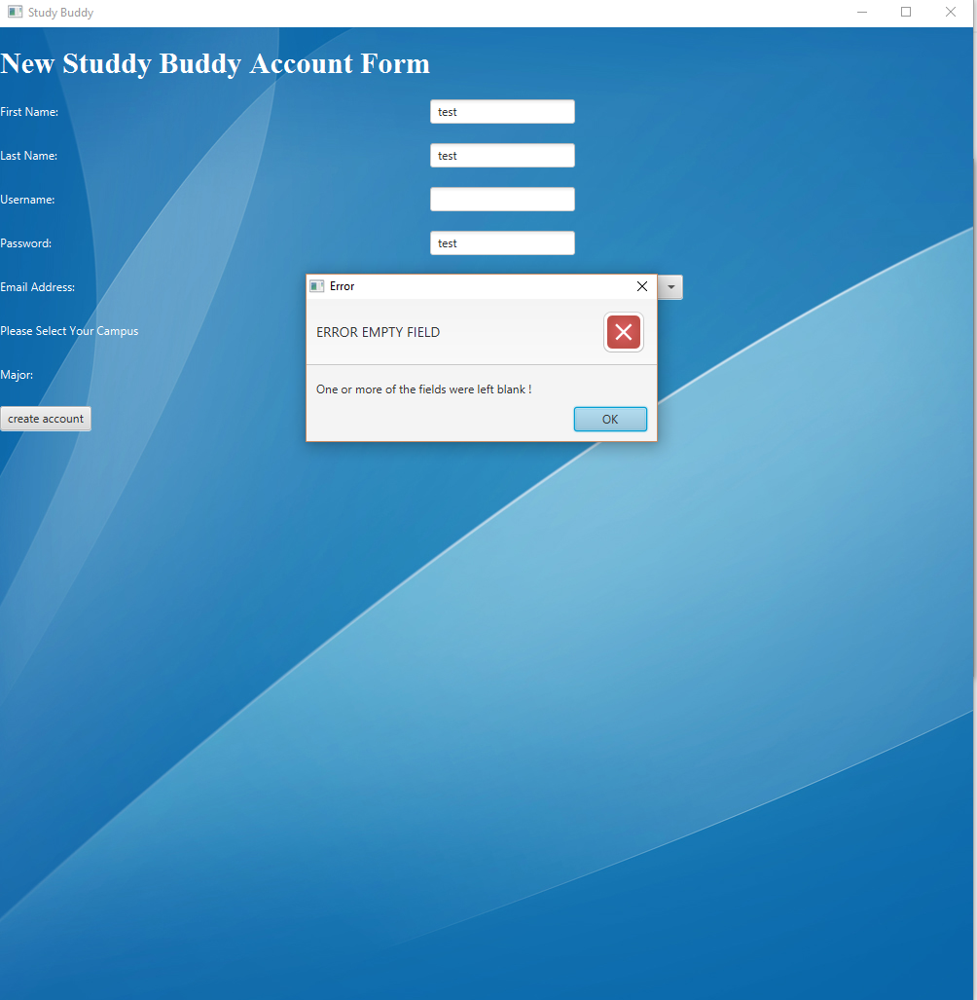 Study Buddy
New Studdy Buddy Account Form
First Name:
test
Last Name:
test
Username:
Password:
test
Email Address:
Error
Please Select Your Campus
ERROR EMPTY FIELD
Major:
One or more of the fields were left blank !
create account
OK